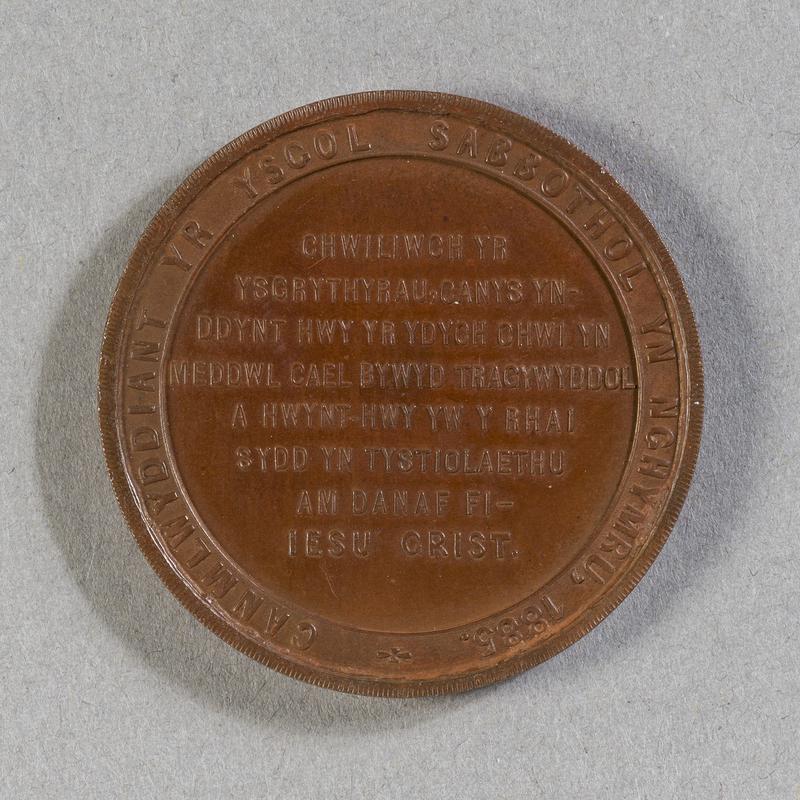 CANMLWYDDIANT YR YSGOL SABBOTHOL YN NGHYMRU, 1885.
CHWILIWCH YR
YSGRYTHYRAU; CANYS YN-
DDYNT HWY YR YDYCH CHWI YN
MEDDWL CAEL BYWYD TRAGYWYDDOL
A HWYNT-HWY YW Y RHAI
SYDD YN TYSTIOLAETHU
AM DANAF FI-
IESU GRIST.